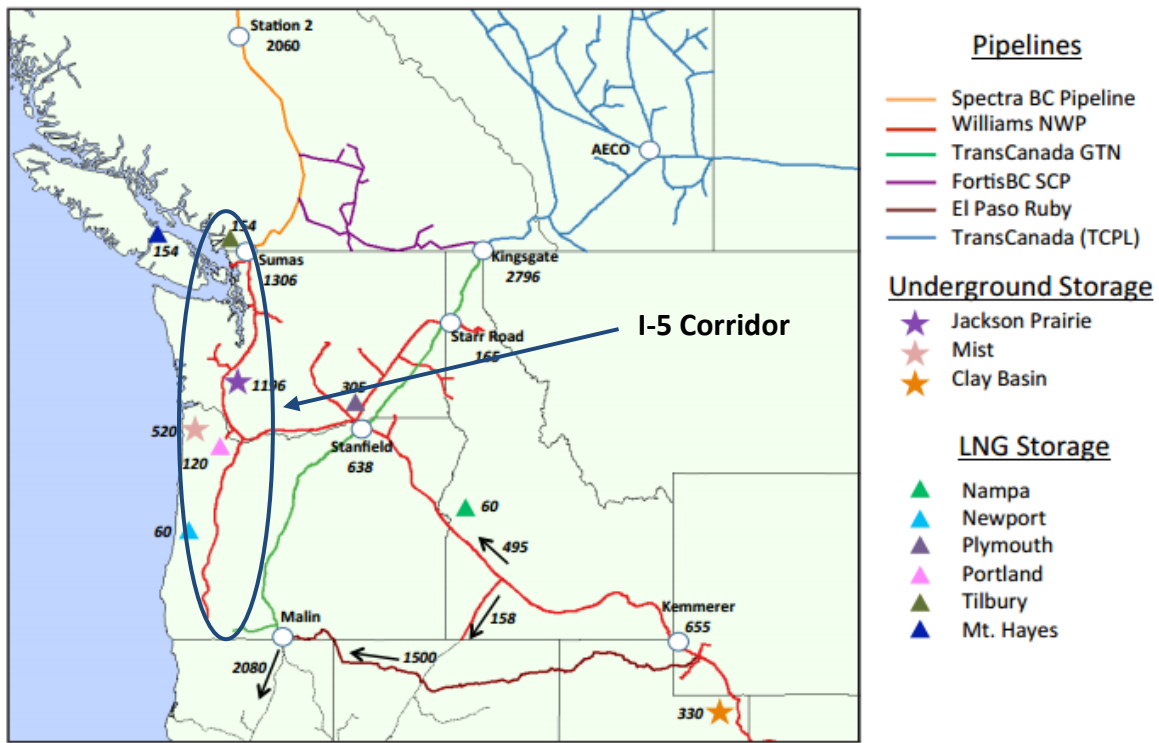 Station 2
2060
AECO
154
154
Sumas
1306
Kingsgate
2796
Starr Road
165
I-5 Corridor
1196
305
520
120
Stanfield
638
60
60
495
158
Kemmerer
655
Malin
2080
1500
330
Pipelines
Spectra BC Pipeline
Williams NWP
TransCanada GTN
FortisBC SCP
El Paso Ruby
TransCanada (TCPL)
Underground Storage
Jackson Prairie
Mist
Clay Basin
LNG Storage
Nampa
Newport
Plymouth
Portland
Tilbury
Mt. Hayes